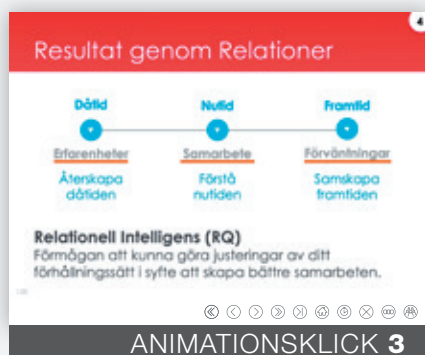 4
Resultat genom Relationer
Dåtid Nutid Framtid
Erfarenheter Samarbete Förväntningar
Återskapa Förstå Samskapa
dåtiden nutiden framtiden
Relationell Intelligens (RQ)
Förmågan att kunna göra justeringar av ditt
förhållningssätt i syfte att skapa bättre samarbeten.
ANIMATIONSKLICK 3